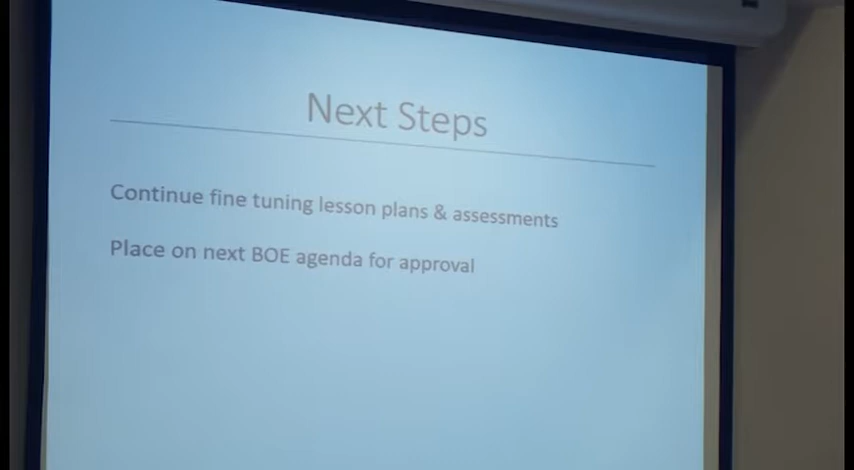 Next Steps
Continue fine tuning lesson plans & assessments
Place on next BOE agenda for approval